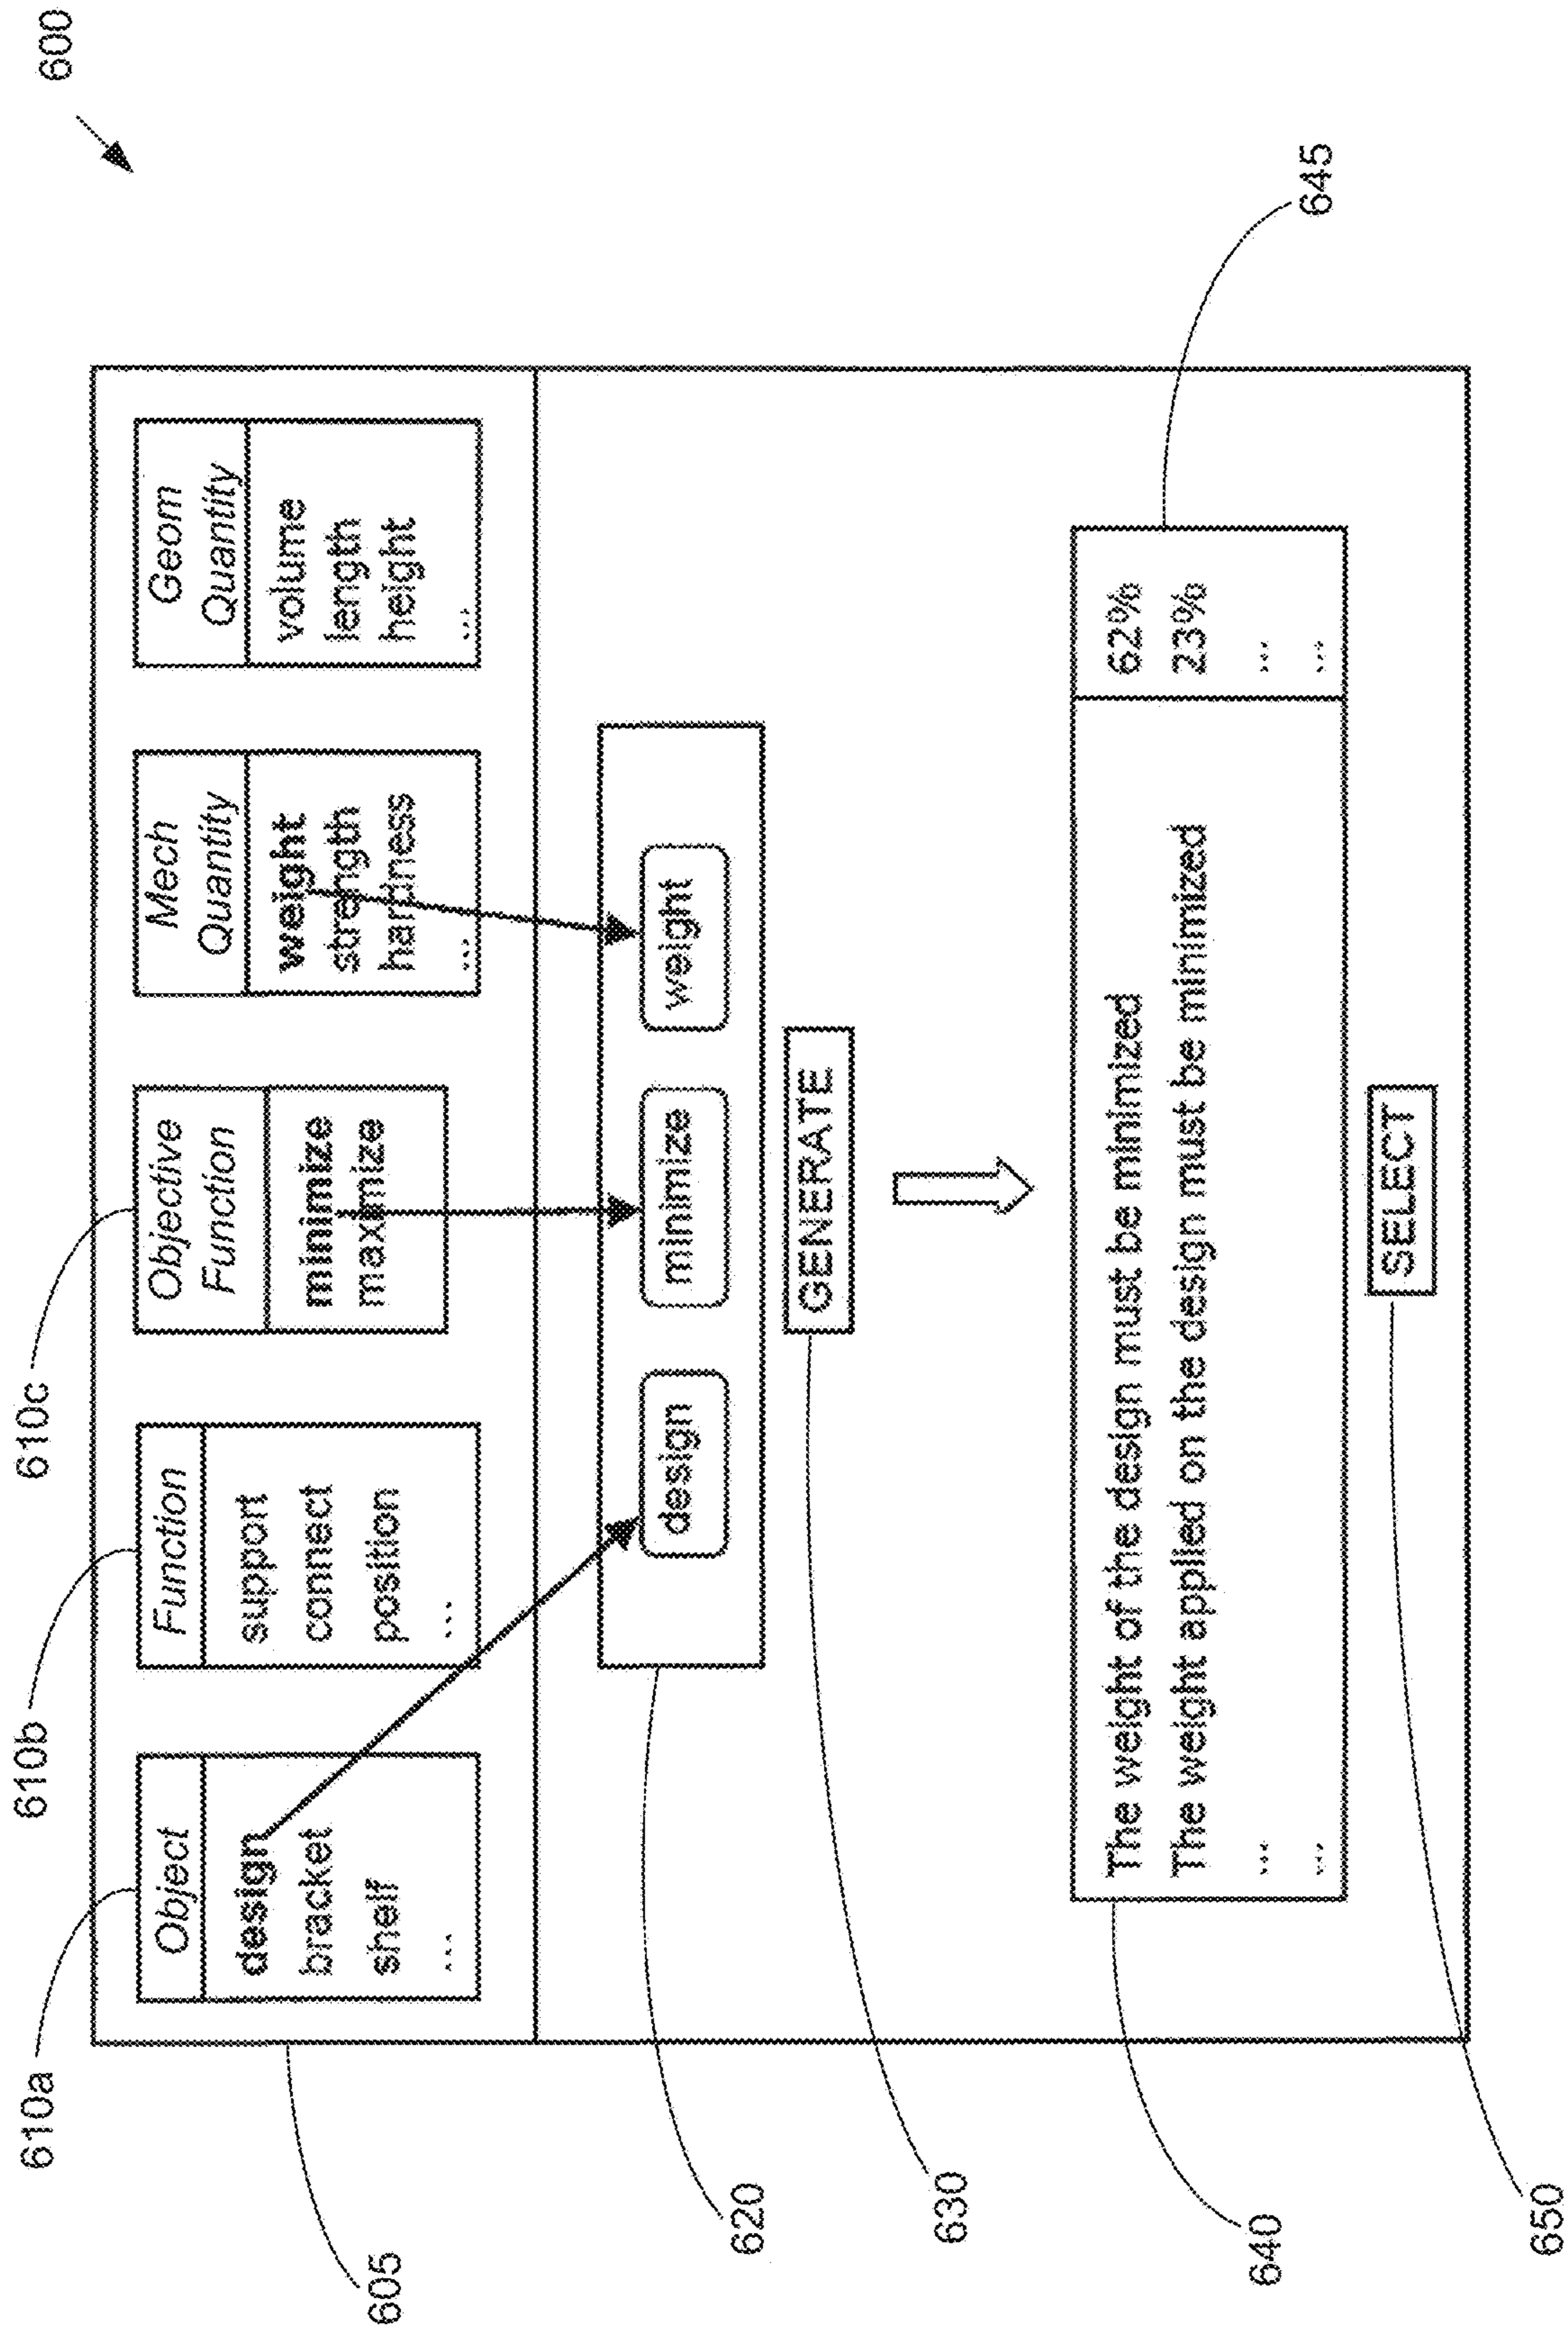 600
610a
610b
610c
Object
design
bracket
shelf
...
Function
support
connect
position
...
Objective
Function
minimize
maximize
Mech
Quantity
weight
strength
hardness
...
Geom
Quantity
volume
length
height
...
605
design
minimize
weight
620
GENERATE
630
The weight of the design must be minimized 62%
The weight applied on the design must be minimized 23%
... ...
... ...
640
645
SELECT
650